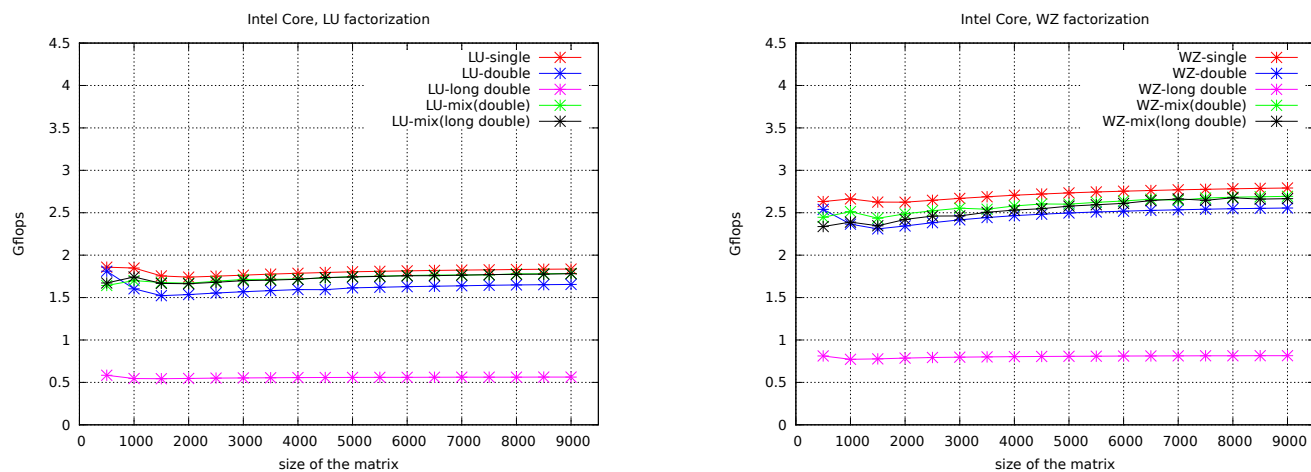 Intel Core, LU factorization
4.5
4
3.5
3
2.5
2
1.5
1
0.5
0
Gflops
LU-single
LU-double
LU-long double
LU-mix(double)
LU-mix(long double)
0 1000 2000 3000 4000 5000 6000 7000 8000 9000
size of the matrix
Intel Core, WZ factorization
4.5
4
3.5
3
2.5
2
1.5
1
0.5
0
Gflops
WZ-single
WZ-double
WZ-long double
WZ-mix(double)
WZ-mix(long double)
0 1000 2000 3000 4000 5000 6000 7000 8000 9000
size of the matrix